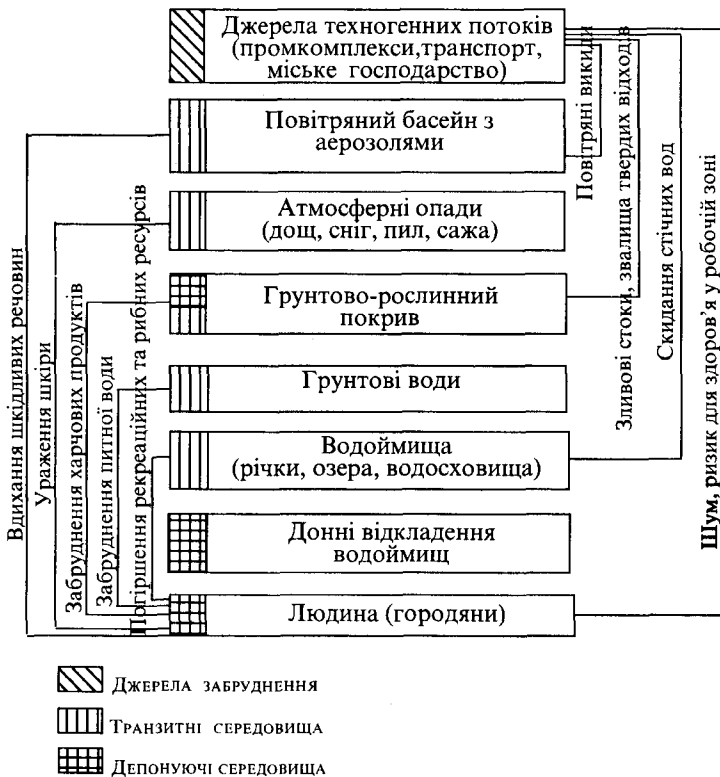 Джерела техногенних потоків
(промкомплекси,транспорт,
міське господарство)
Повітряний басейн з
аерозолями
Атмосферні опади
(дощ, сніг, пил, сажа)
Грунтово-рослинний
покрив
Грунтові води
Водоймища
(річки, озера, водосховища)
Донні відкладення
водоймищ
Людина (городяни)
Вдихання шкідливих речовин
Ураження шкіри
Забруднення харчових продуктів
Забруднення питної води
Погіршення рекреаційних та рибних ресурсів
Повітряні викиди
Зливові стоки, звалища твердих відходів
Скидання стічних вод
Шум, ризик для здоров'я у робочій зоні
Джерела забруднення
Транзитні середовища
Депонуючі середовища